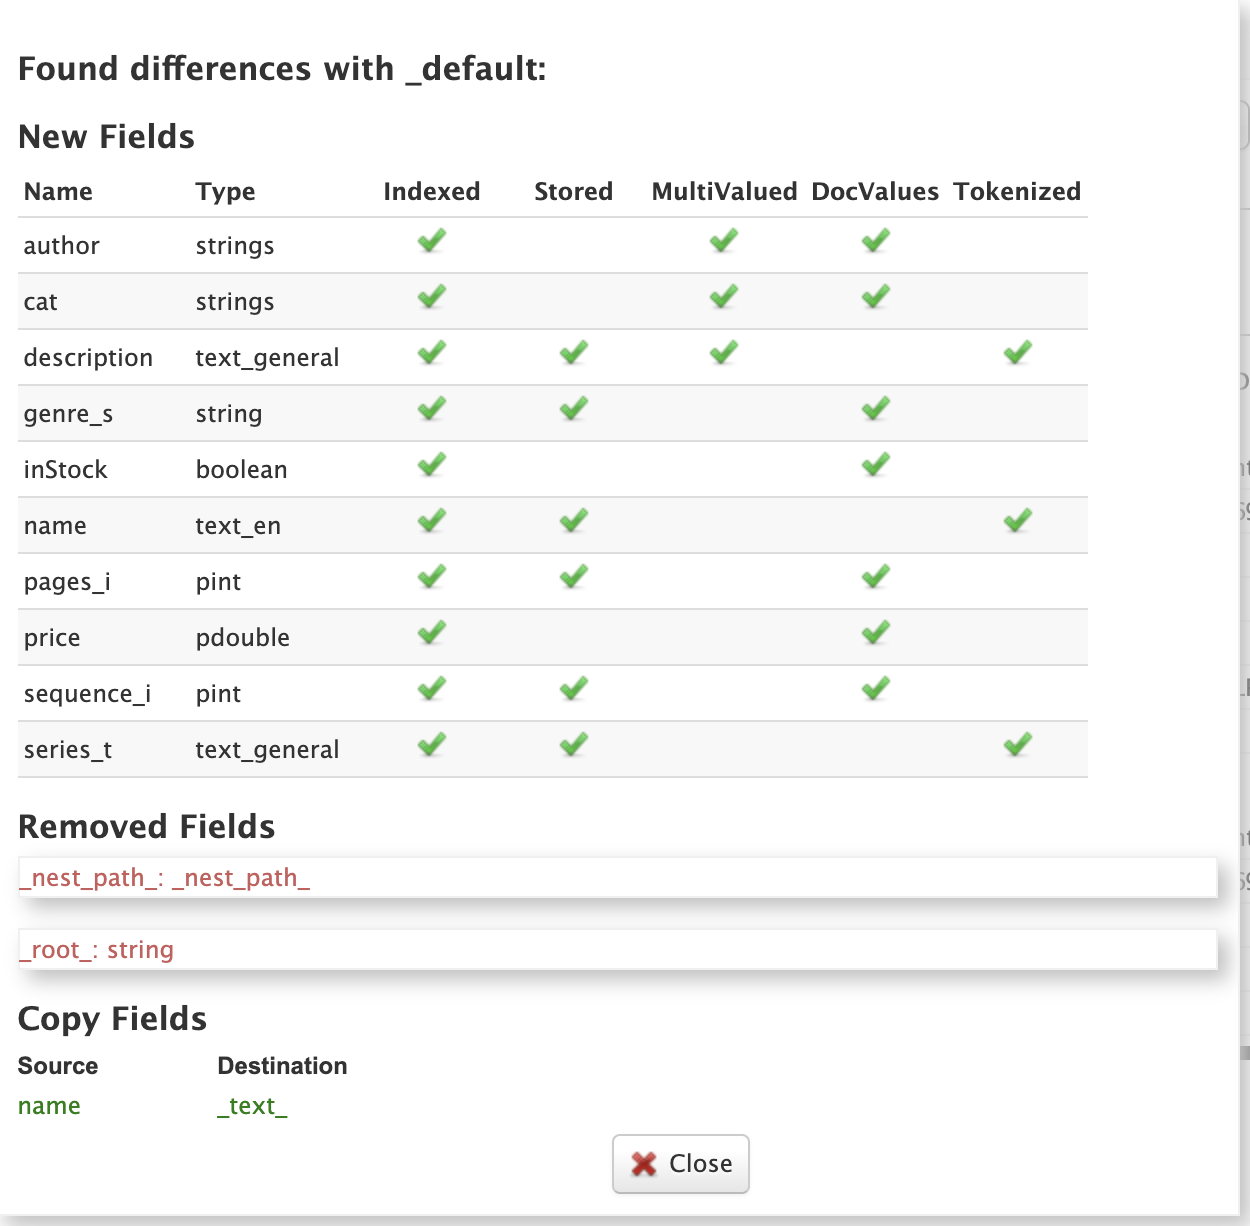 Found differences with _default:
New Fields
Name Type Indexed Stored MultiValued DocValues Tokenized
author strings
cat strings
description text_general
genre_s string
inStock boolean
name text_en
pages_i pint
price pdouble
sequence_i pint
series_t text_general
Removed Fields
_nest_path_: _nest_path_
_root_: string
Copy Fields
Source Destination
name _text_
Close